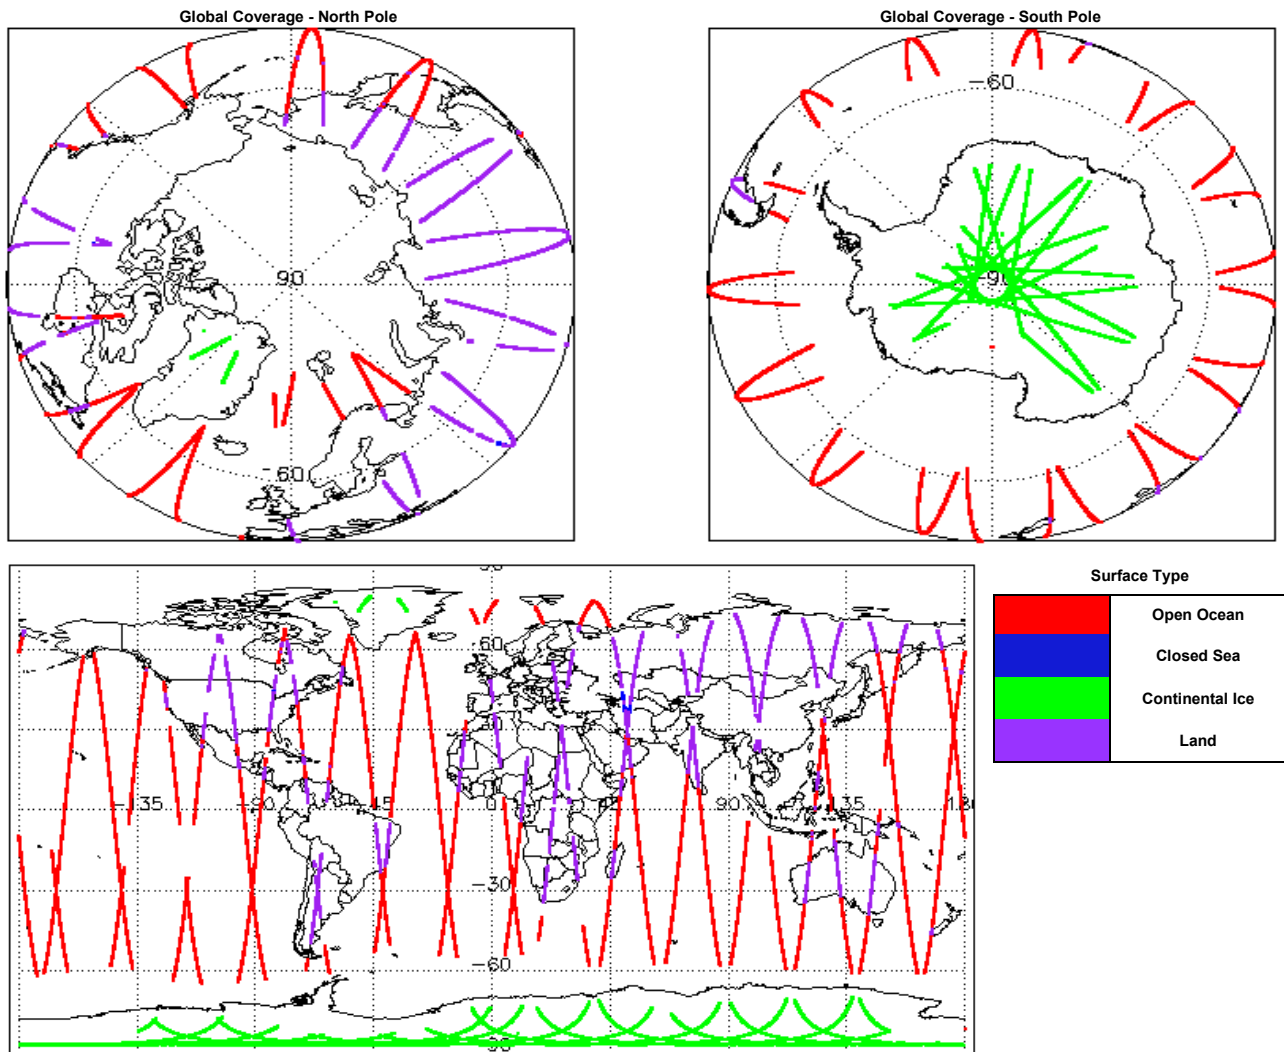 Global Coverage - North Pole
Global Coverage - South Pole
90
60
-60
-90
60
-135
45
0
90
135
-30
-60
Surface Type
Open Ocean
Closed Sea
Continental Ice
Land